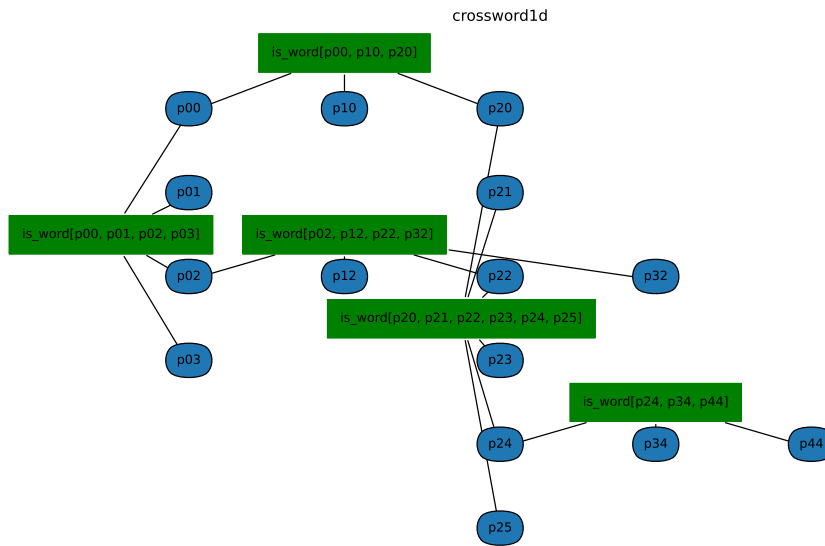 crossword1d
is_word[p00, p10, p20]
p00
p10
p20
p01
p21
is_word[p00, p01, p02, p03]
is_word[p02, p12, p22, p32]
p02
p12
p22
p32
is_word[p20, p21, p22, p23, p24, p25]
p03
p23
is_word[p24, p34, p44]
p24
p34
p44
p25